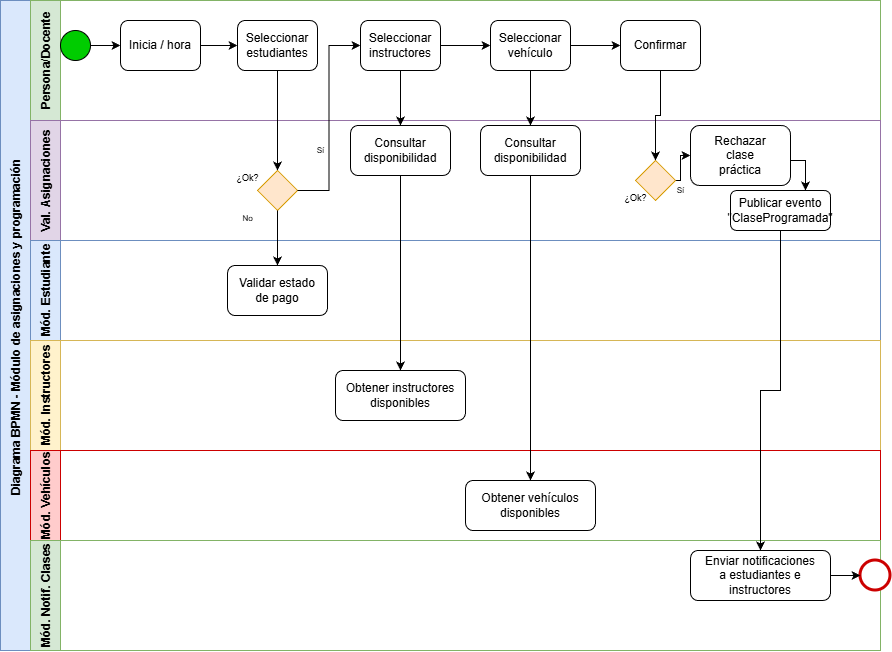 Diagrama BPMN - Módulo de asignaciones y programación
Persona/Docente
Inicia / hora
Seleccionar
estudiantes
Seleccionar
instructores
Seleccionar
vehículo
Confirmar
Val. Asignaciones
¿Ok?
Sí
No
Consultar
disponibilidad
Consultar
disponibilidad
¿Ok?
Sí
Rechazar
clase
práctica
Publicar evento
"ClaseProgramada"
Mód. Estudiante
Validar estado
de pago
Mód. Instructores
Obtener instructores
disponibles
Mód. Vehículos
Obtener vehículos
disponibles
Mód. Notif. Clases
Enviar notificaciones
a estudiantes e
instructores